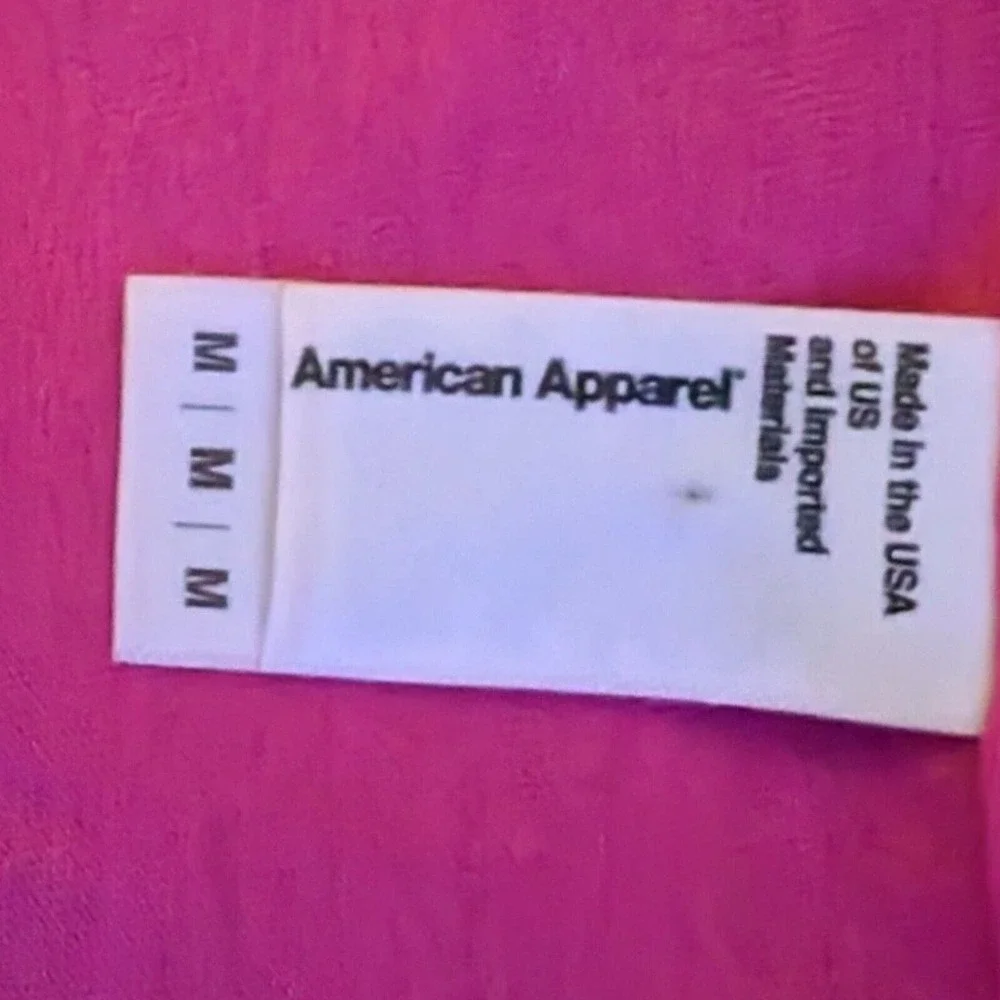 American Apparel®
Made in the USA
of US
and Imported
Materials
M | M | M